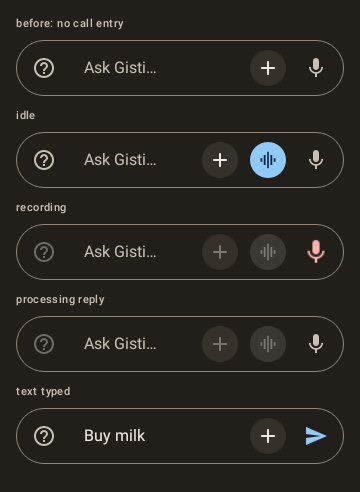 before: no call entry
Ask Gisti...
idle
Ask Gisti...
recording
Ask Gisti...
processing reply
Ask Gisti...
text typed
Buy milk